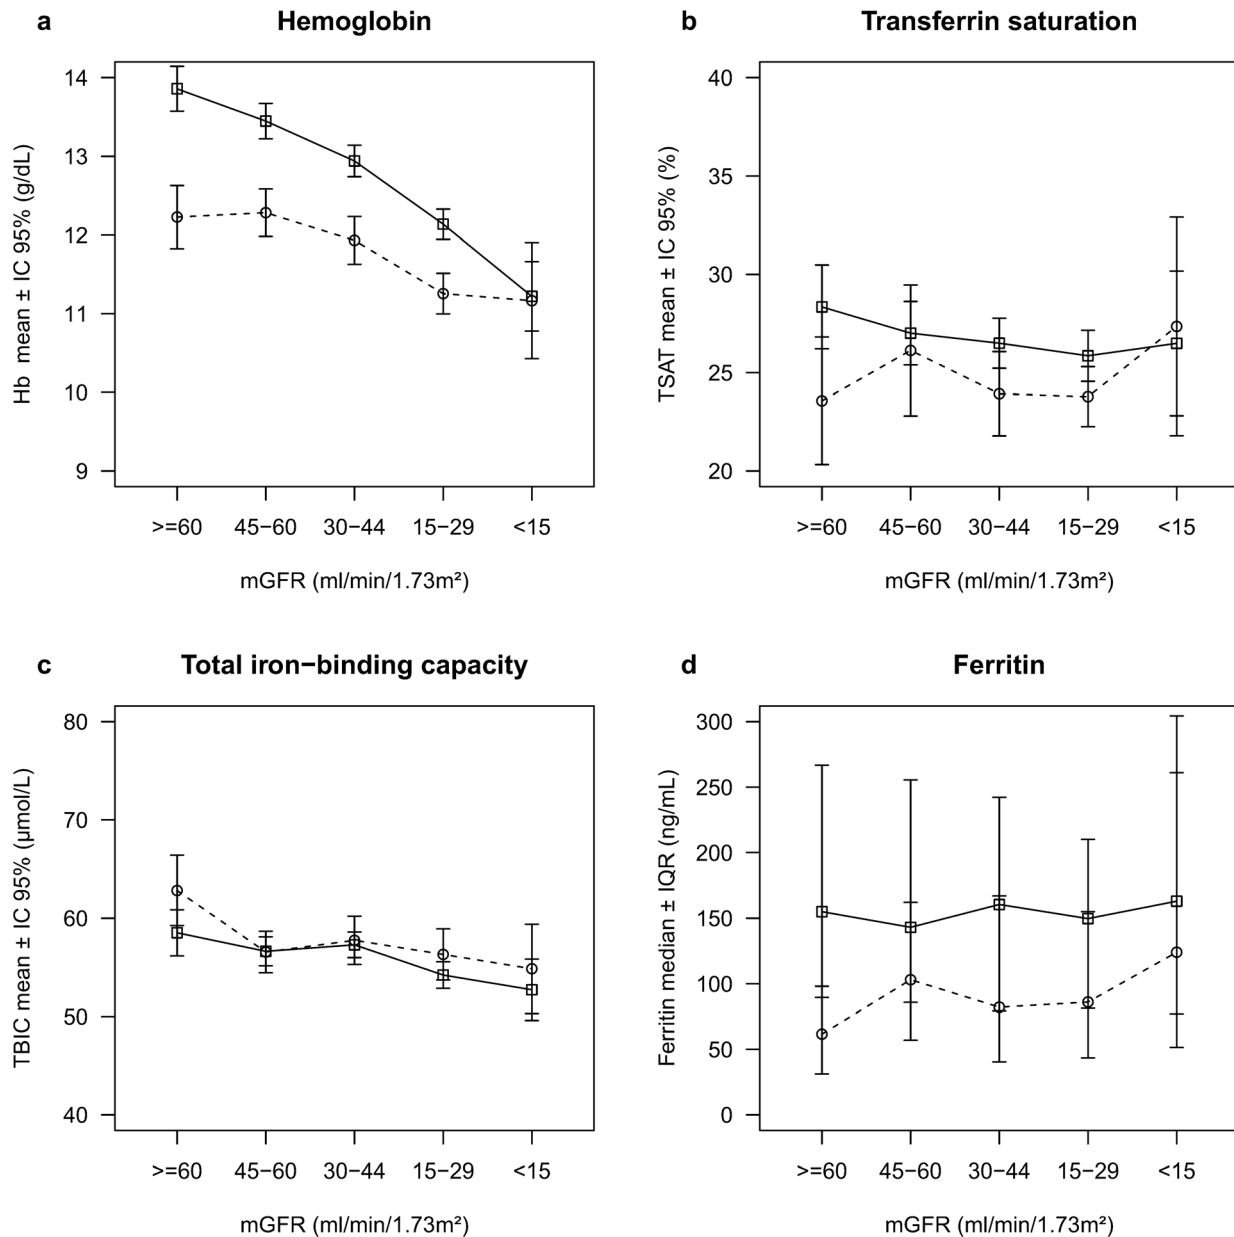 a Hemoglobin
Hb mean ± IC 95% (g/dL)
14
13
12
11
10
9
>=60 45−60 30−44 15−29 <15
mGFR (ml/min/1.73m²)
b Transferrin saturation
TSAT mean ± IC 95% (%)
40
35
30
25
20
>=60 45−60 30−44 15−29 <15
mGFR (ml/min/1.73m²)
c Total iron−binding capacity
TBIC mean ± IC 95% (µmol/L)
80
70
60
50
40
>=60 45−60 30−44 15−29 <15
mGFR (ml/min/1.73m²)
d Ferritin
Ferritin median ± IQR (ng/mL)
300
250
200
150
100
50
0
>=60 45−60 30−44 15−29 <15
mGFR (ml/min/1.73m²)